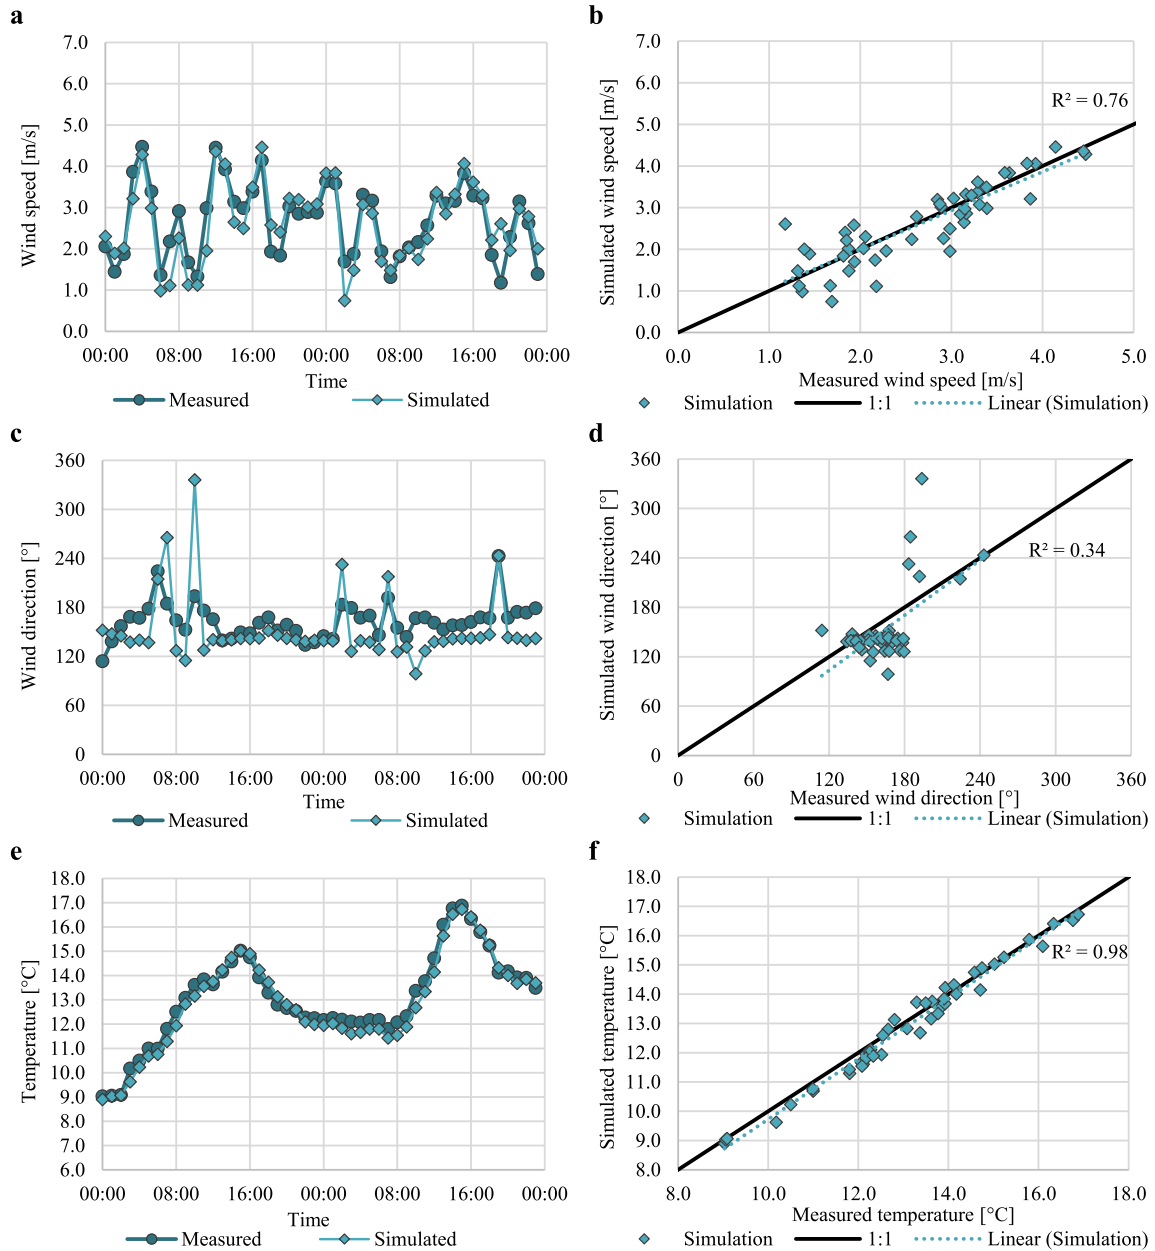 a
Wind speed [m/s]
7.0
6.0
5.0
4.0
3.0
2.0
1.0
0.0
00:00 08:00 16:00 00:00 08:00 16:00 00:00
Time
Measured Simulated
b
Simulated wind speed [m/s]
7.0
6.0
5.0
4.0
3.0
2.0
1.0
0.0
R² = 0.76
0.0 1.0 2.0 3.0 4.0 5.0
Measured wind speed [m/s]
Simulation 1:1 Linear (Simulation)
c
Wind direction [°]
360
300
240
180
120
60
0
00:00 08:00 16:00 00:00 08:00 16:00 00:00
Time
Measured Simulated
d
Simulated wind direction [°]
360
300
240
180
120
60
0
R² = 0.34
0 60 120 180 240 300 360
Measured wind direction [°]
Simulation 1:1 Linear (Simulation)
e
Temperature [°C]
18.0
17.0
16.0
15.0
14.0
13.0
12.0
11.0
10.0
9.0
8.0
7.0
6.0
00:00 08:00 16:00 00:00 08:00 16:00 00:00
Time
Measured Simulated
f
Simulated temperature [°C]
18.0
17.0
16.0
15.0
14.0
13.0
12.0
11.0
10.0
9.0
8.0
R² = 0.98
8.0 10.0 12.0 14.0 16.0 18.0
Measured temperature [°C]
Simulation 1:1 Linear (Simulation)